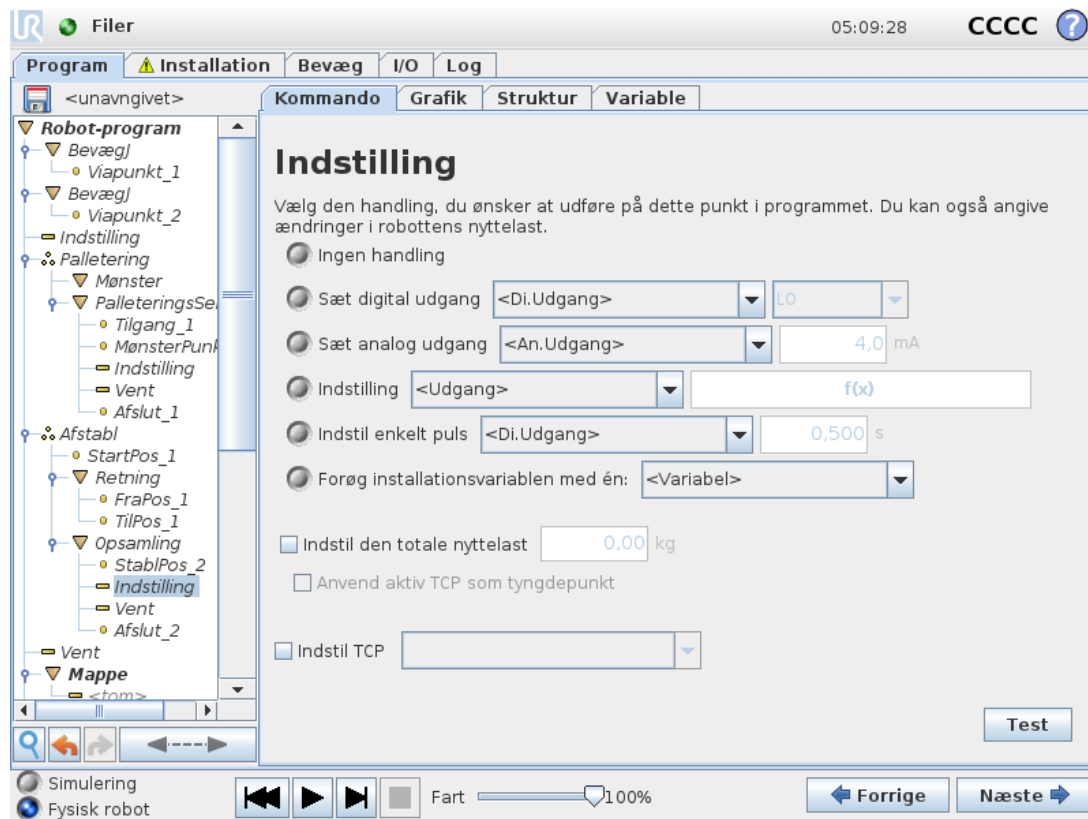 UR Filer 05:09:28 CCCC ?
Program Installation Bevæg I/O Log
<unavngivet>
Kommando Grafik Struktur Variable
Robot-program
BevægJ
Viapunkt_1
BevægJ
Viapunkt_2
Indstilling
Palletering
Mønster
PalleteringsSe
Tilgang_1
MønsterPunk
Indstilling
Vent
Afslut_1
Afstabl
StartPos_1
Retning
FraPos_1
TilPos_1
Opsamling
StablPos_2
Indstilling
Vent
Afslut_2
Vent
Mappe
<tom>
Indstilling
Vælg den handling, du ønsker at udføre på dette punkt i programmet. Du kan også angive
ændringer i robottens nyttelast.
Ingen handling
Sæt digital udgang <Di.Udgang> LO
Sæt analog udgang <An.Udgang> 4,0 mA
Indstilling <Udgang> f(x)
Indstil enkelt puls <Di.Udgang> 0,500 s
Forøg installationsvariablen med én: <Variabel>
Indstil den totale nyttelast 0,00 kg
Anvend aktiv TCP som tyngdepunkt
Indstil TCP
Test
Simulering
Fysisk robot
Fart 100%
Forrige Næste